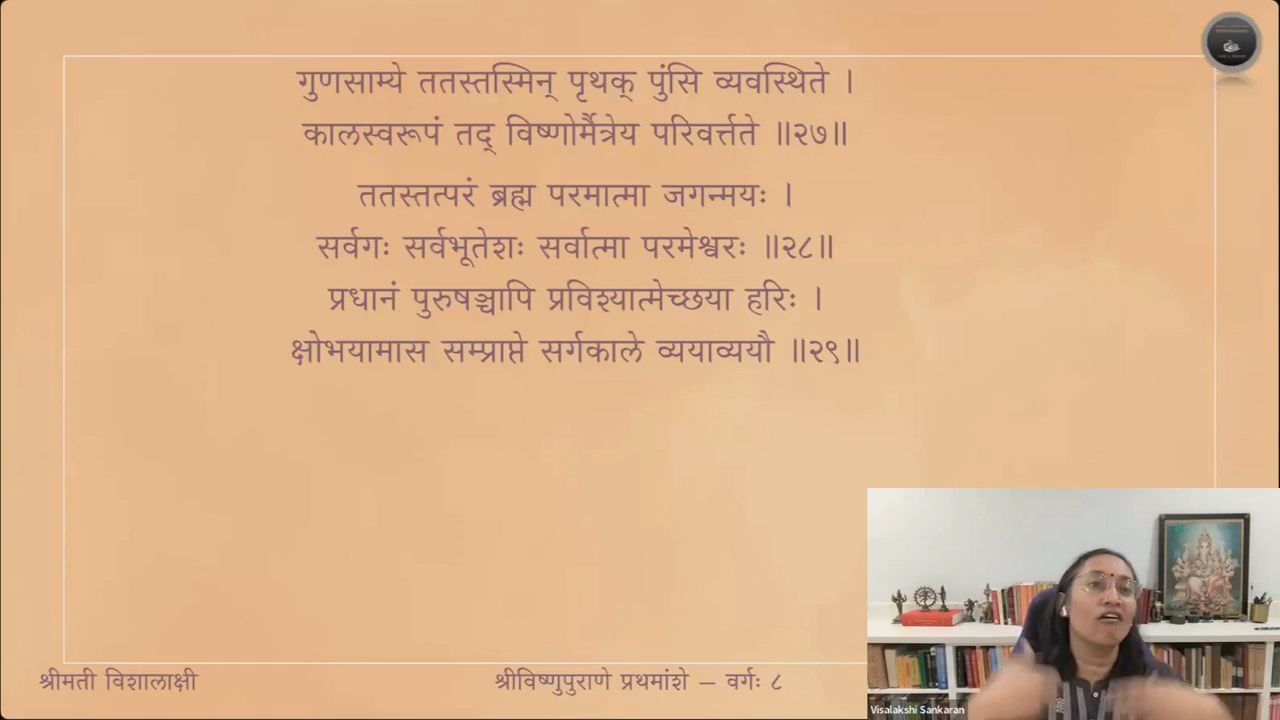 गुणसाम्ये ततस्तस्मिन् पृथक् पुंसि व्यवस्थिते ।
कालस्वरूपं तद् विष्णोर्मैत्रेय परिवर्त्तते ॥२७॥
ततस्तत्परं ब्रह्म परमात्मा जगन्मयः ।
सर्वगः सर्वभूतेशः सर्वात्मा परमेश्वरः ॥२८॥
प्रधानं पुरुषञ्चापि प्रविश्यात्मेच्छया हरिः ।
क्षोभयामास सम्प्राप्ते सर्गकाले व्ययाव्ययौ ॥२९॥
श्रीमती विशालाक्षी
श्रीविष्णुपुराणे प्रथमांशे – वर्गः ८
Visalakshi Sankaran